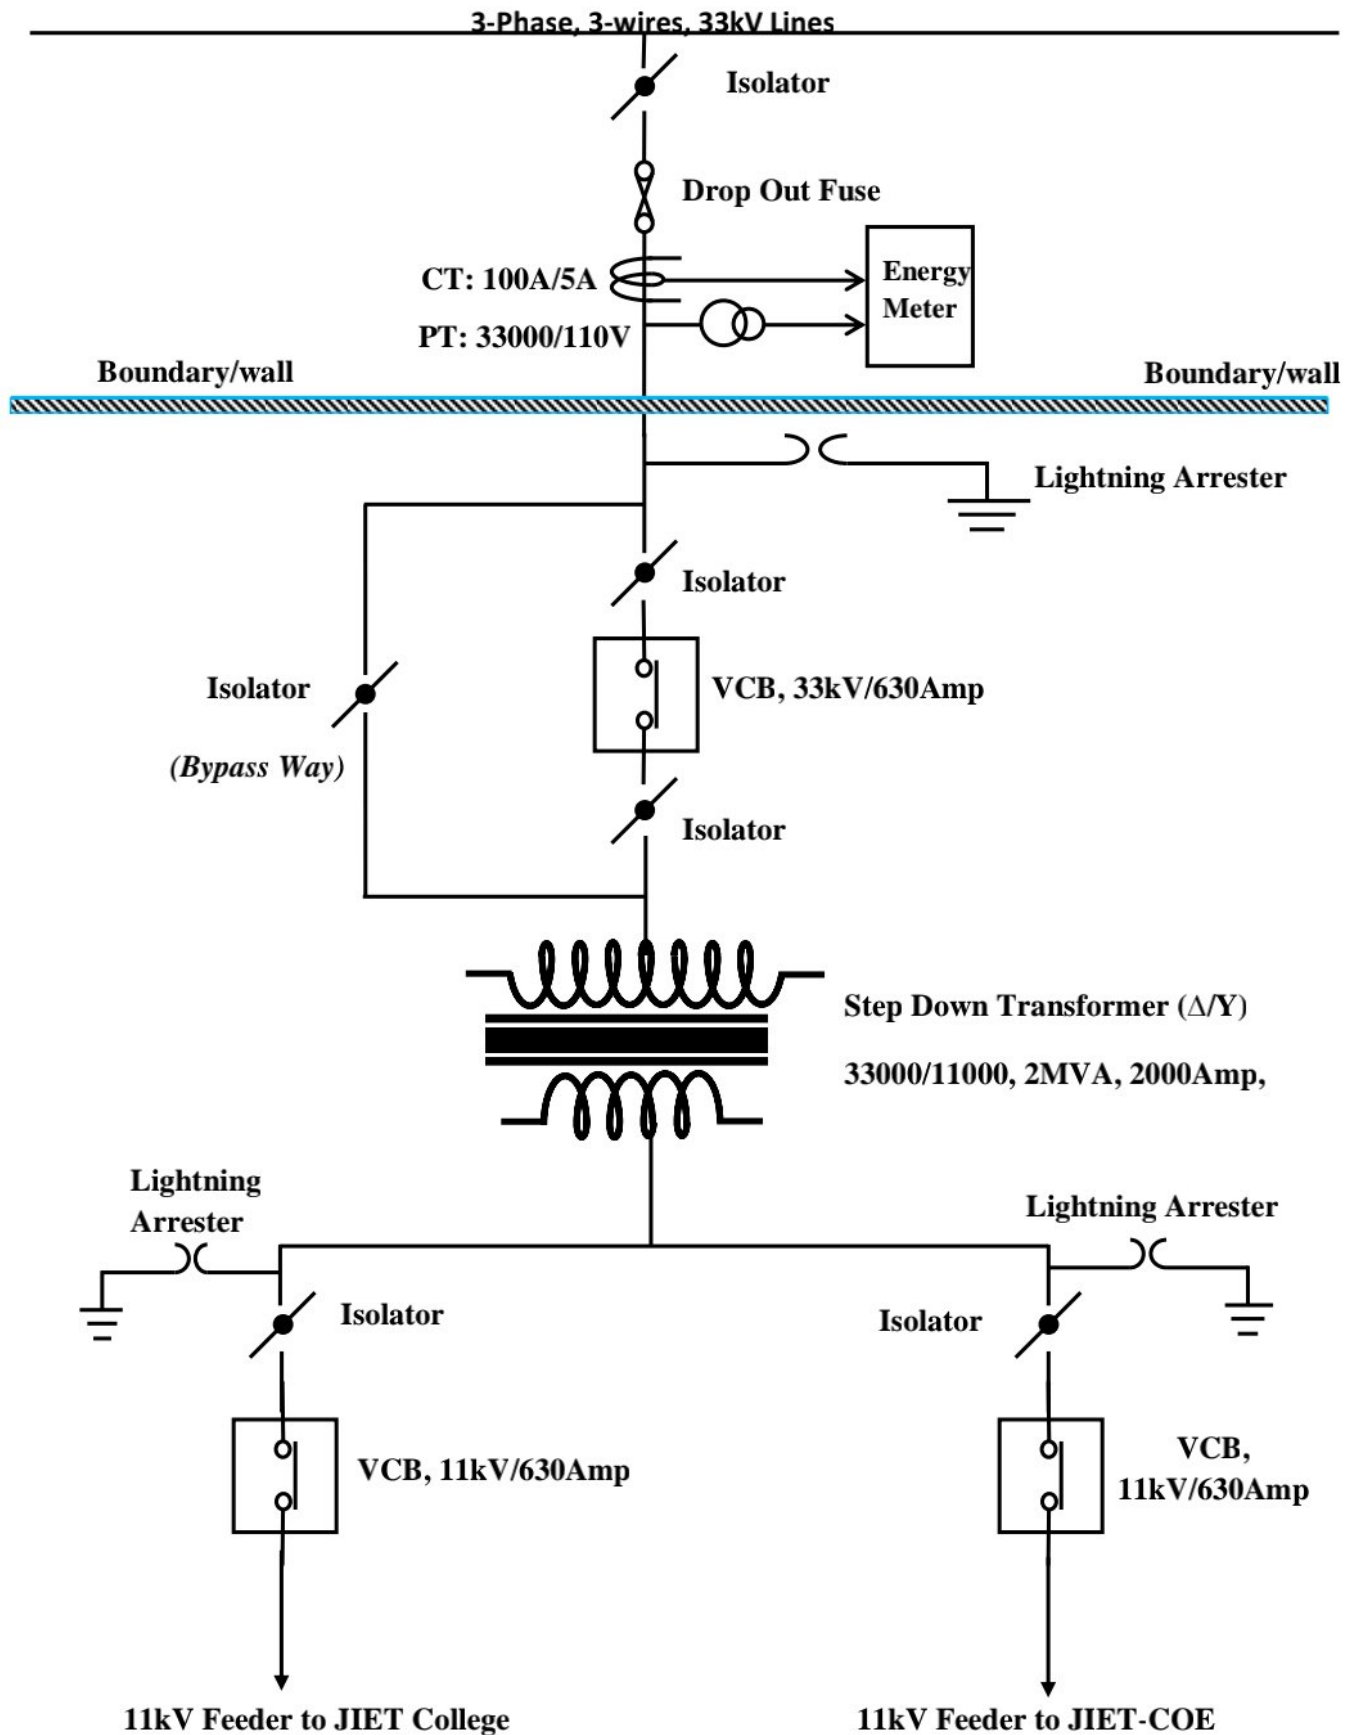 3-Phase, 3-wires, 33kV Lines
Isolator
Drop Out Fuse
CT: 100A/5A
Energy
Meter
PT: 33000/110V
Boundary/wall
Boundary/wall
Lightning Arrester
Isolator
Isolator
VCB, 33kV/630Amp
(Bypass Way)
Isolator
Step Down Transformer (Δ/Y)
33000/11000, 2MVA, 2000Amp,
Lightning
Arrester
Lightning Arrester
Isolator
Isolator
VCB, 11kV/630Amp
VCB,
11kV/630Amp
11kV Feeder to JIET College
11kV Feeder to JIET-COE